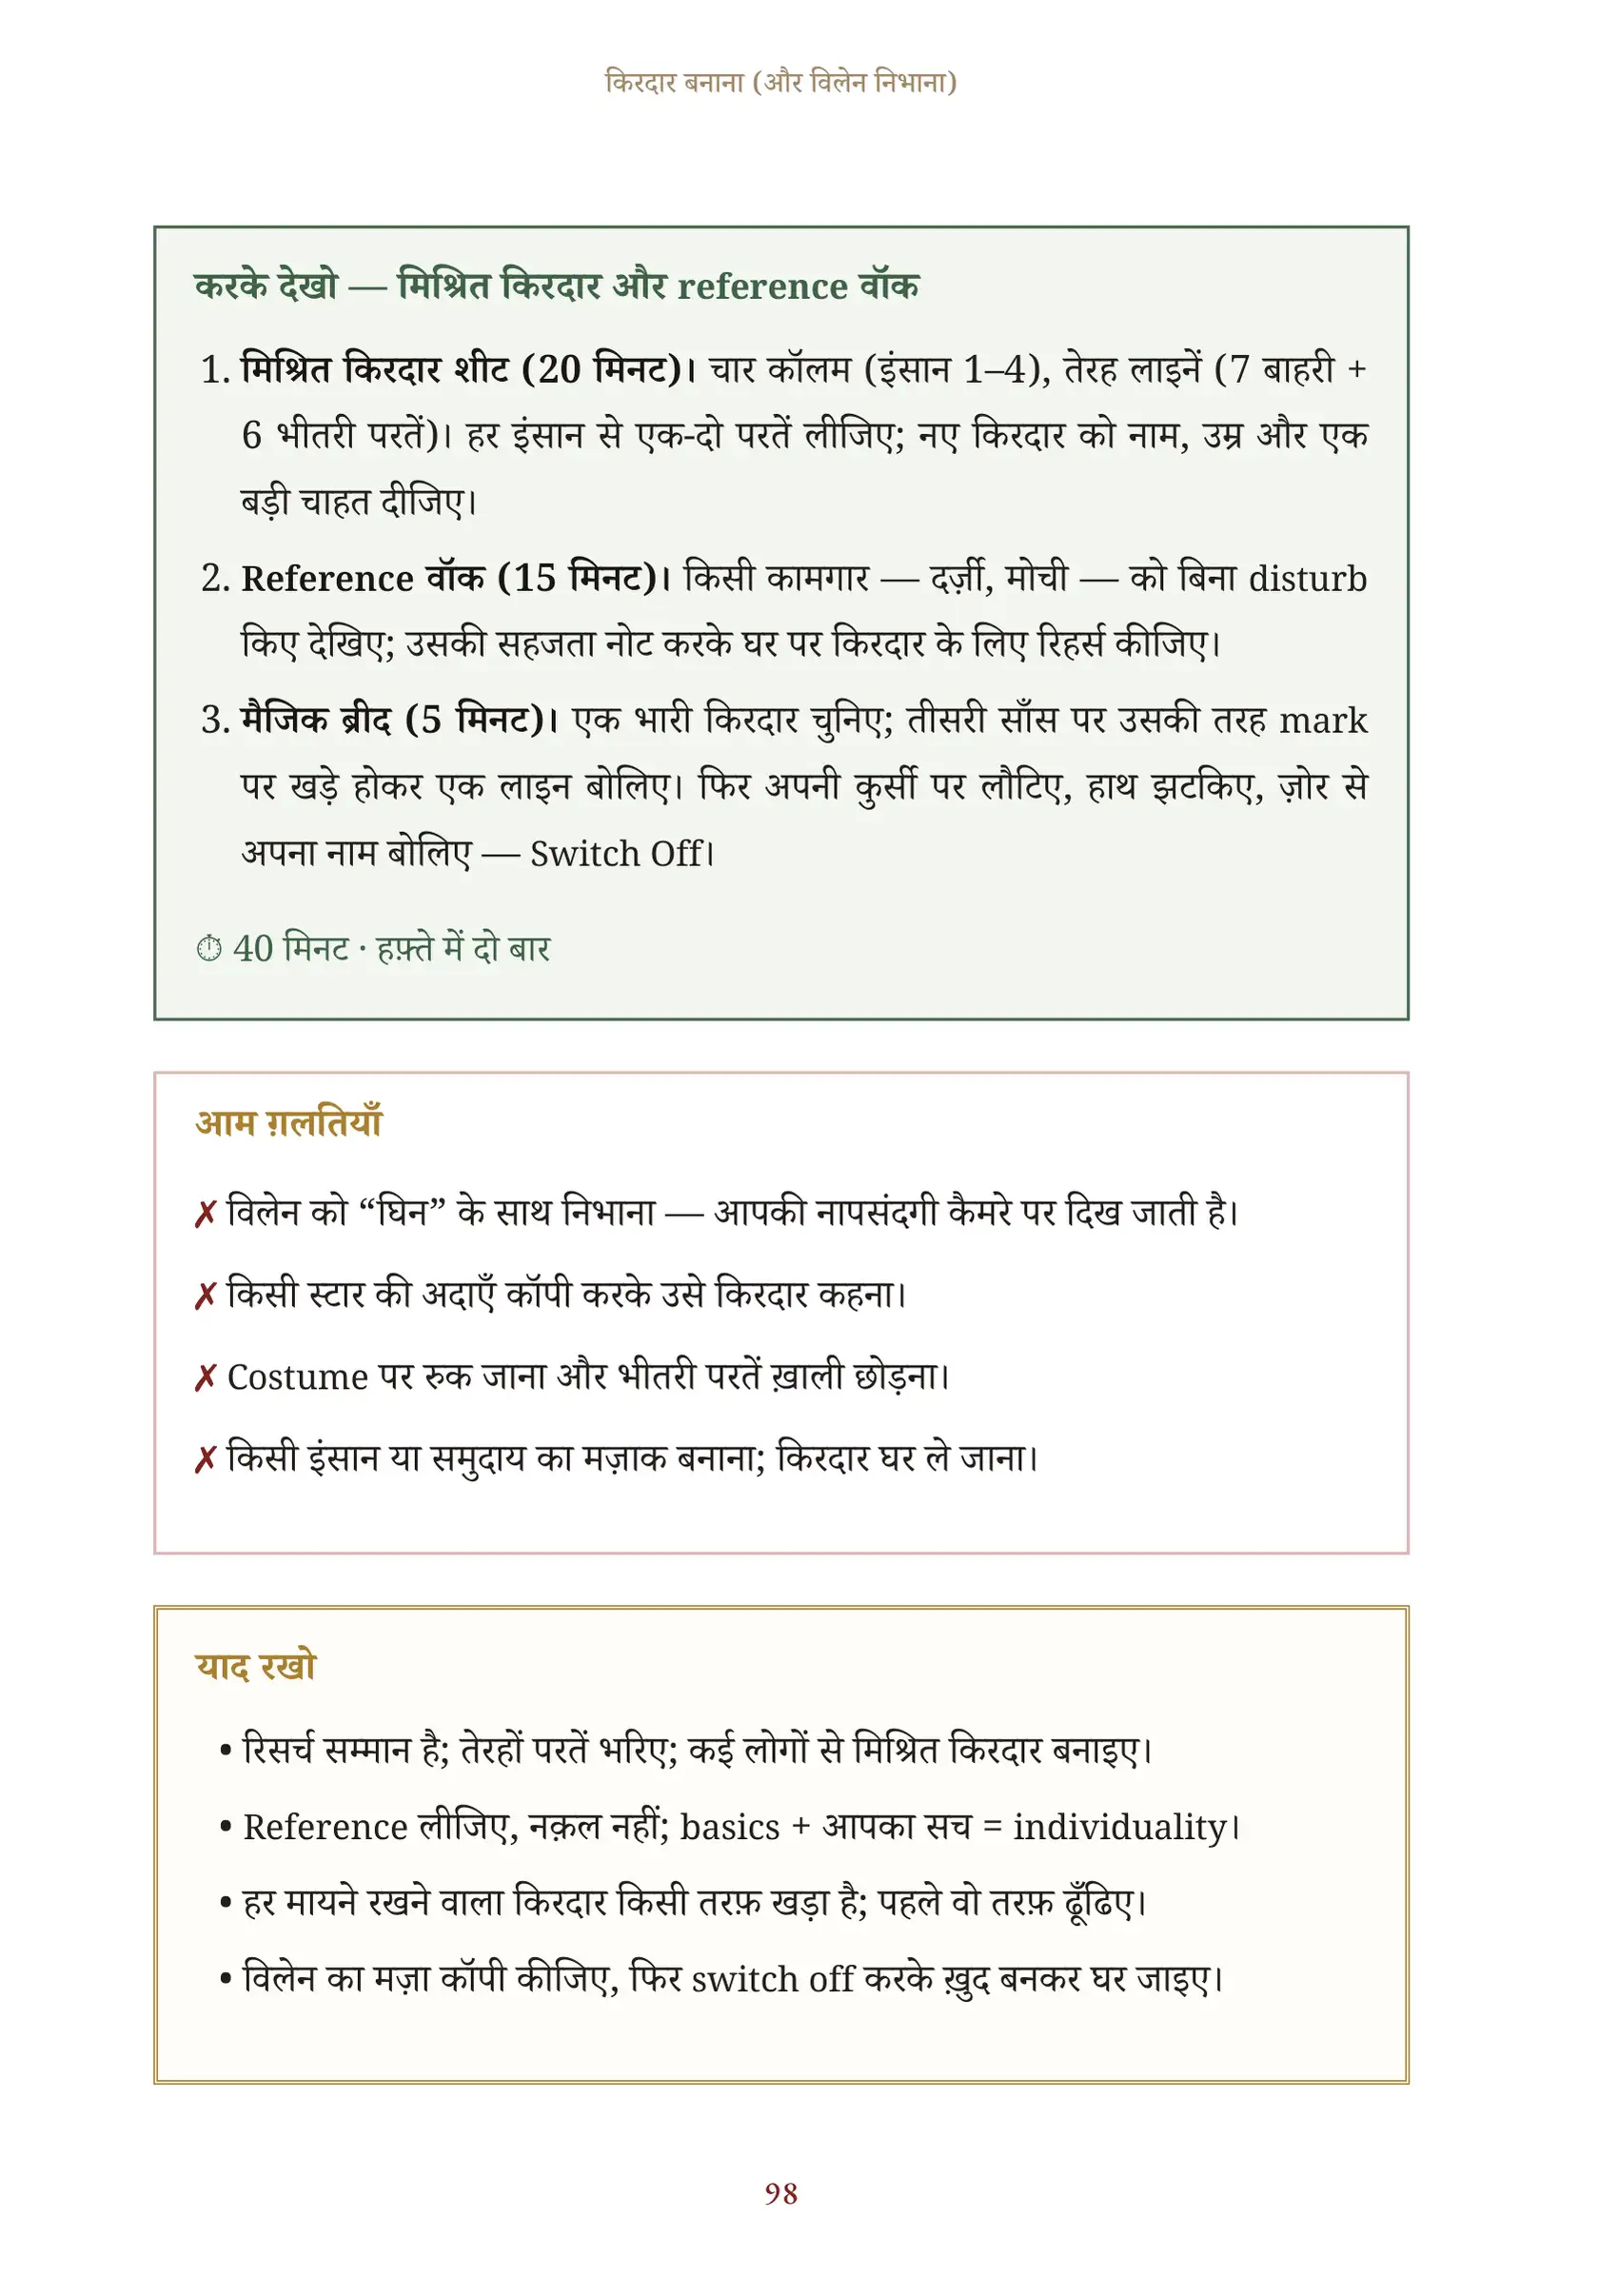 किरदार बनाना (और विलेन निभाना)
करके देखो — मिश्रित किरदार और reference वॉक
1. मिश्रित किरदार शीट (20 मिनट)। चार कॉलम (इंसान 1–4), तेरह लाइनें (7 बाहरी +
6 भीतरी परतें)। हर इंसान से एक-दो परतें लीजिए; नए किरदार को नाम, उम्र और एक
बड़ी चाहत दीजिए।
2. Reference वॉक (15 मिनट)। किसी कामगार — दर्ज़ी, मोची — को बिना disturb
किए देखिए; उसकी सहजता नोट करके घर पर किरदार के लिए रिहर्स कीजिए।
3. मैजिक ब्रीद (5 मिनट)। एक भारी किरदार चुनिए; तीसरी साँस पर उसकी तरह mark
पर खड़े होकर एक लाइन बोलिए। फिर अपनी कुर्सी पर लौटिए, हाथ झटकिए, ज़ोर से
अपना नाम बोलिए — Switch Off।
⏱ 40 मिनट · हफ़्ते में दो बार
आम ग़लतियाँ
✗ विलेन को “घिन” के साथ निभाना — आपकी नापसंदगी कैमरे पर दिख जाती है।
✗ किसी स्टार की अदाएँ कॉपी करके उसे किरदार कहना।
✗ Costume पर रुक जाना और भीतरी परतें ख़ाली छोड़ना।
✗ किसी इंसान या समुदाय का मज़ाक बनाना; किरदार घर ले जाना।
याद रखो
• रिसर्च सम्मान है; तेरहों परतें भरिए; कई लोगों से मिश्रित किरदार बनाइए।
• Reference लीजिए, नक़ल नहीं; basics + आपका सच = individuality।
• हर मायने रखने वाला किरदार किसी तरफ़ खड़ा है; पहले वो तरफ़ ढूँढिए।
• विलेन का मज़ा कॉपी कीजिए, फिर switch off करके ख़ुद बनकर घर जाइए।
98